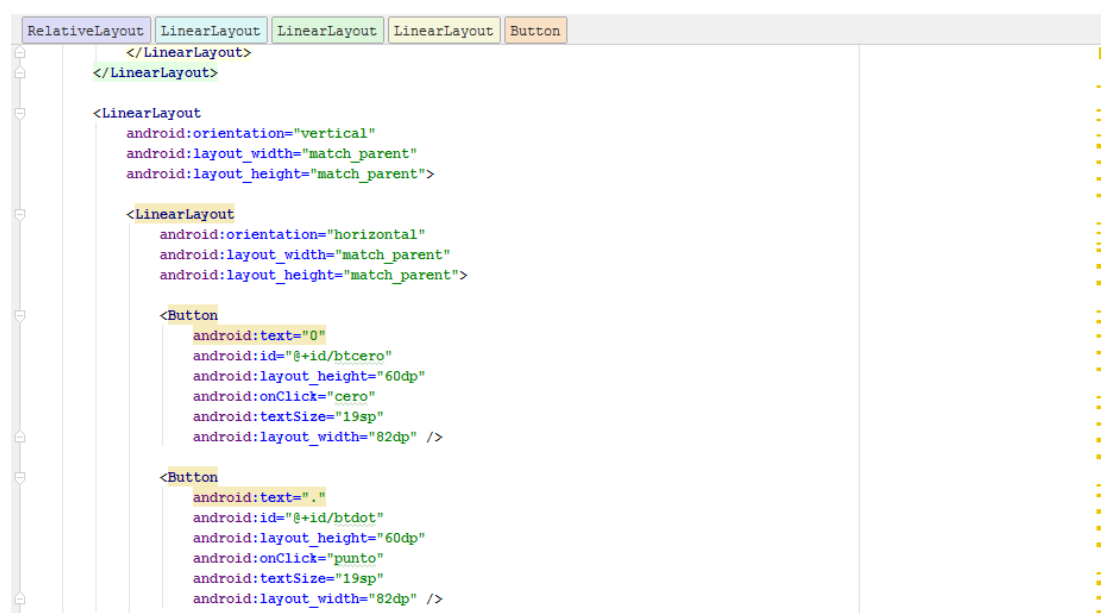 RelativeLayout LinearLayout LinearLayout LinearLayout Button
</LinearLayout>
</LinearLayout>
<LinearLayout
android:orientation="vertical"
android:layout_width="match_parent"
android:layout_height="match_parent">
<LinearLayout
android:orientation="horizontal"
android:layout_width="match_parent"
android:layout_height="match_parent">
<Button
android:text="0"
android:id="@+id/btcero"
android:layout_height="60dp"
android:onClick="cero"
android:textSize="19sp"
android:layout_width="82dp" />
<Button
android:text="."
android:id="@+id/btdot"
android:layout_height="60dp"
android:onClick="punto"
android:textSize="19sp"
android:layout_width="82dp" />